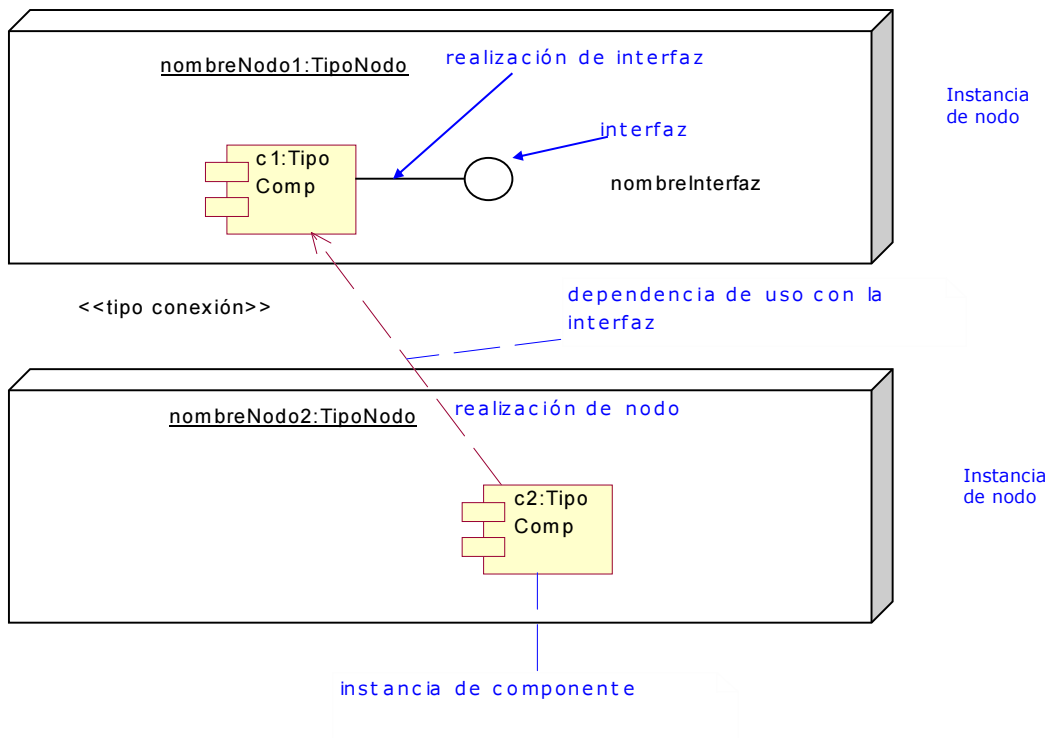 nombreNodo1:TipoNodo
realización de interfaz
Instancia
de nodo
interfaz
c1:Tipo
Comp
nombreInterfaz
<<tipo conexión>>
dependencia de uso con la
interfaz
nombreNodo2:TipoNodo
realización de nodo
Instancia
de nodo
c2:Tipo
Comp
instancia de componente